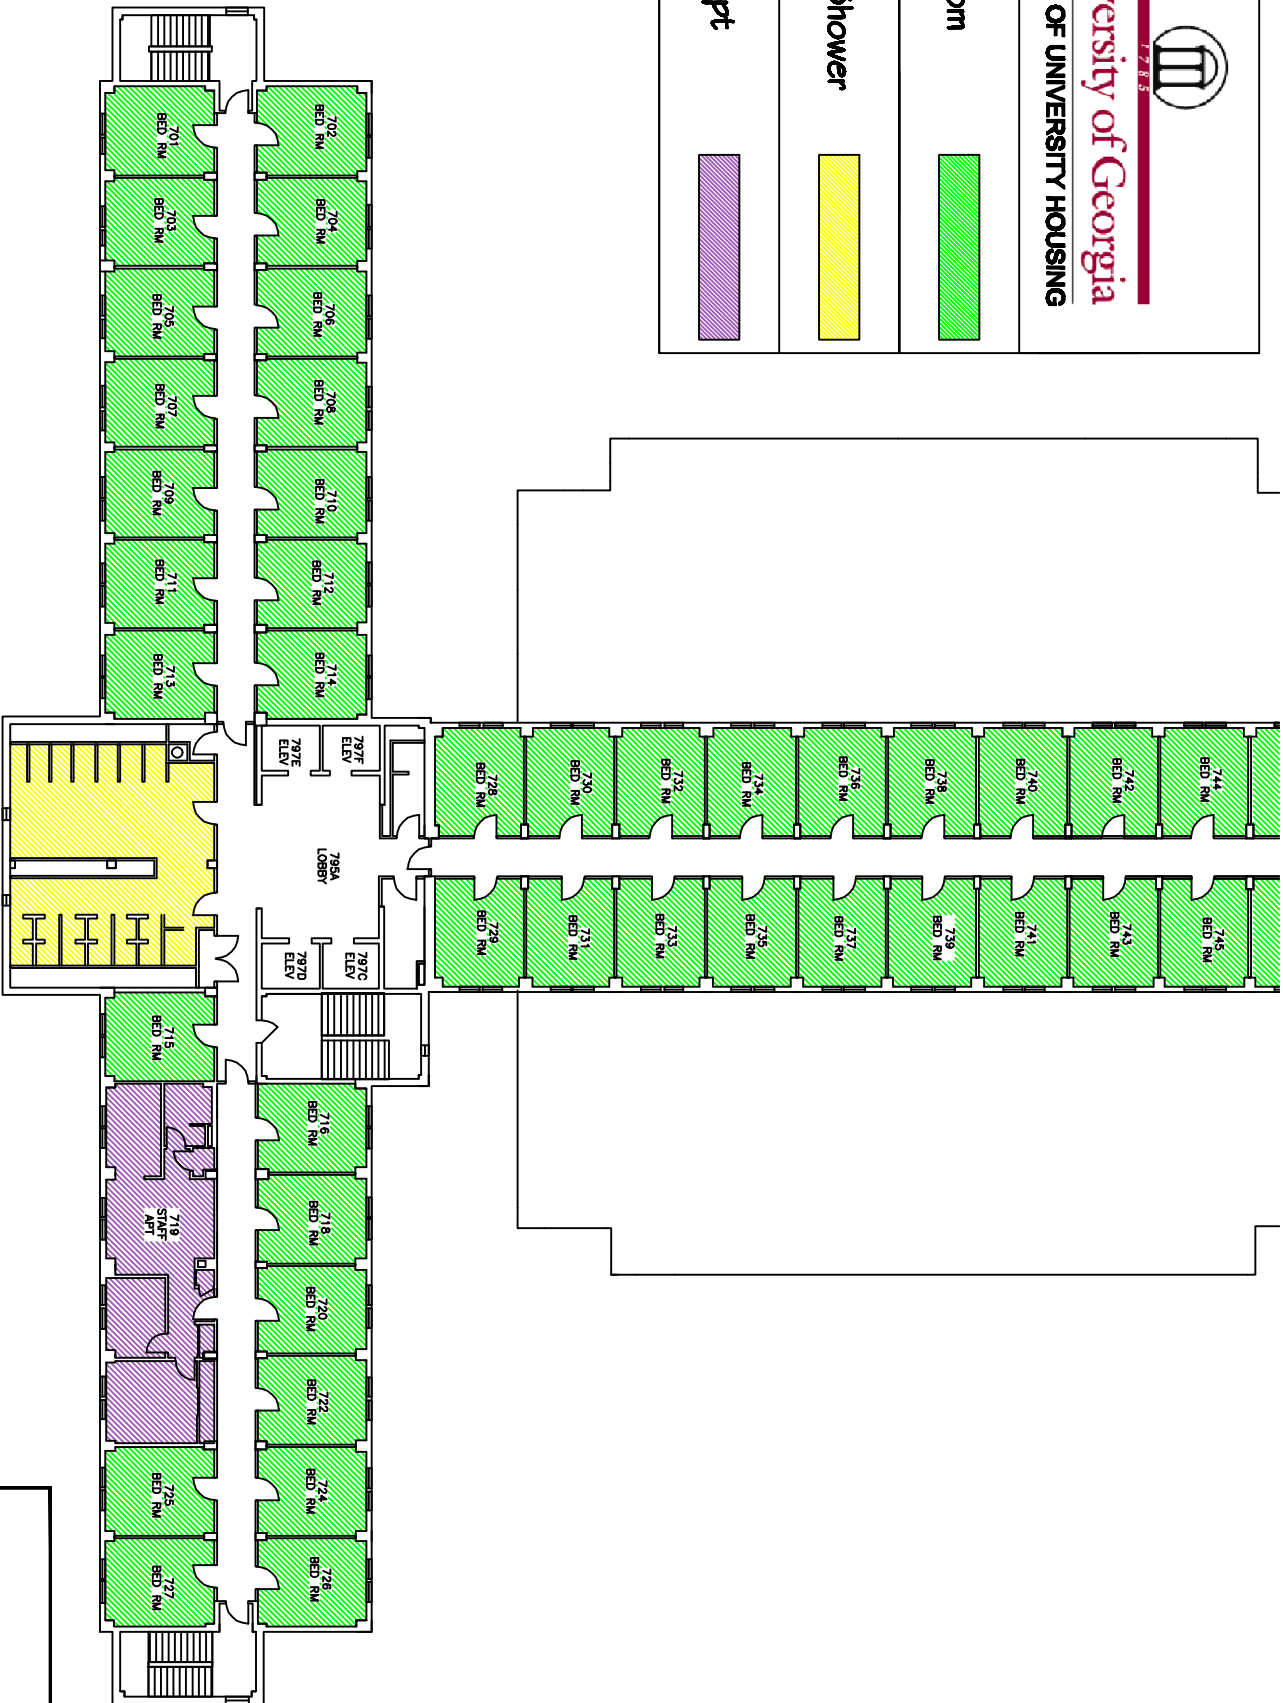 1785
ersity of Georgia
OF UNIVERSITY HOUSING
om
Shower
pt
702
BED RM
704
BED RM
706
BED RM
708
BED RM
710
BED RM
712
BED RM
714
BED RM
701
BED RM
703
BED RM
705
BED RM
707
BED RM
709
BED RM
711
BED RM
713
BED RM
797F
ELEV
797E
ELEV
795A
LOBBY
797C
ELEV
797D
ELEV
728
BED RM
730
BED RM
732
BED RM
734
BED RM
736
BED RM
738
BED RM
740
BED RM
742
BED RM
744
BED RM
729
BED RM
731
BED RM
733
BED RM
735
BED RM
737
BED RM
739
BED RM
741
BED RM
743
BED RM
745
BED RM
715
BED RM
716
BED RM
718
BED RM
720
BED RM
722
BED RM
724
BED RM
726
BED RM
719
STAFF
APT
725
BED RM
727
BED RM